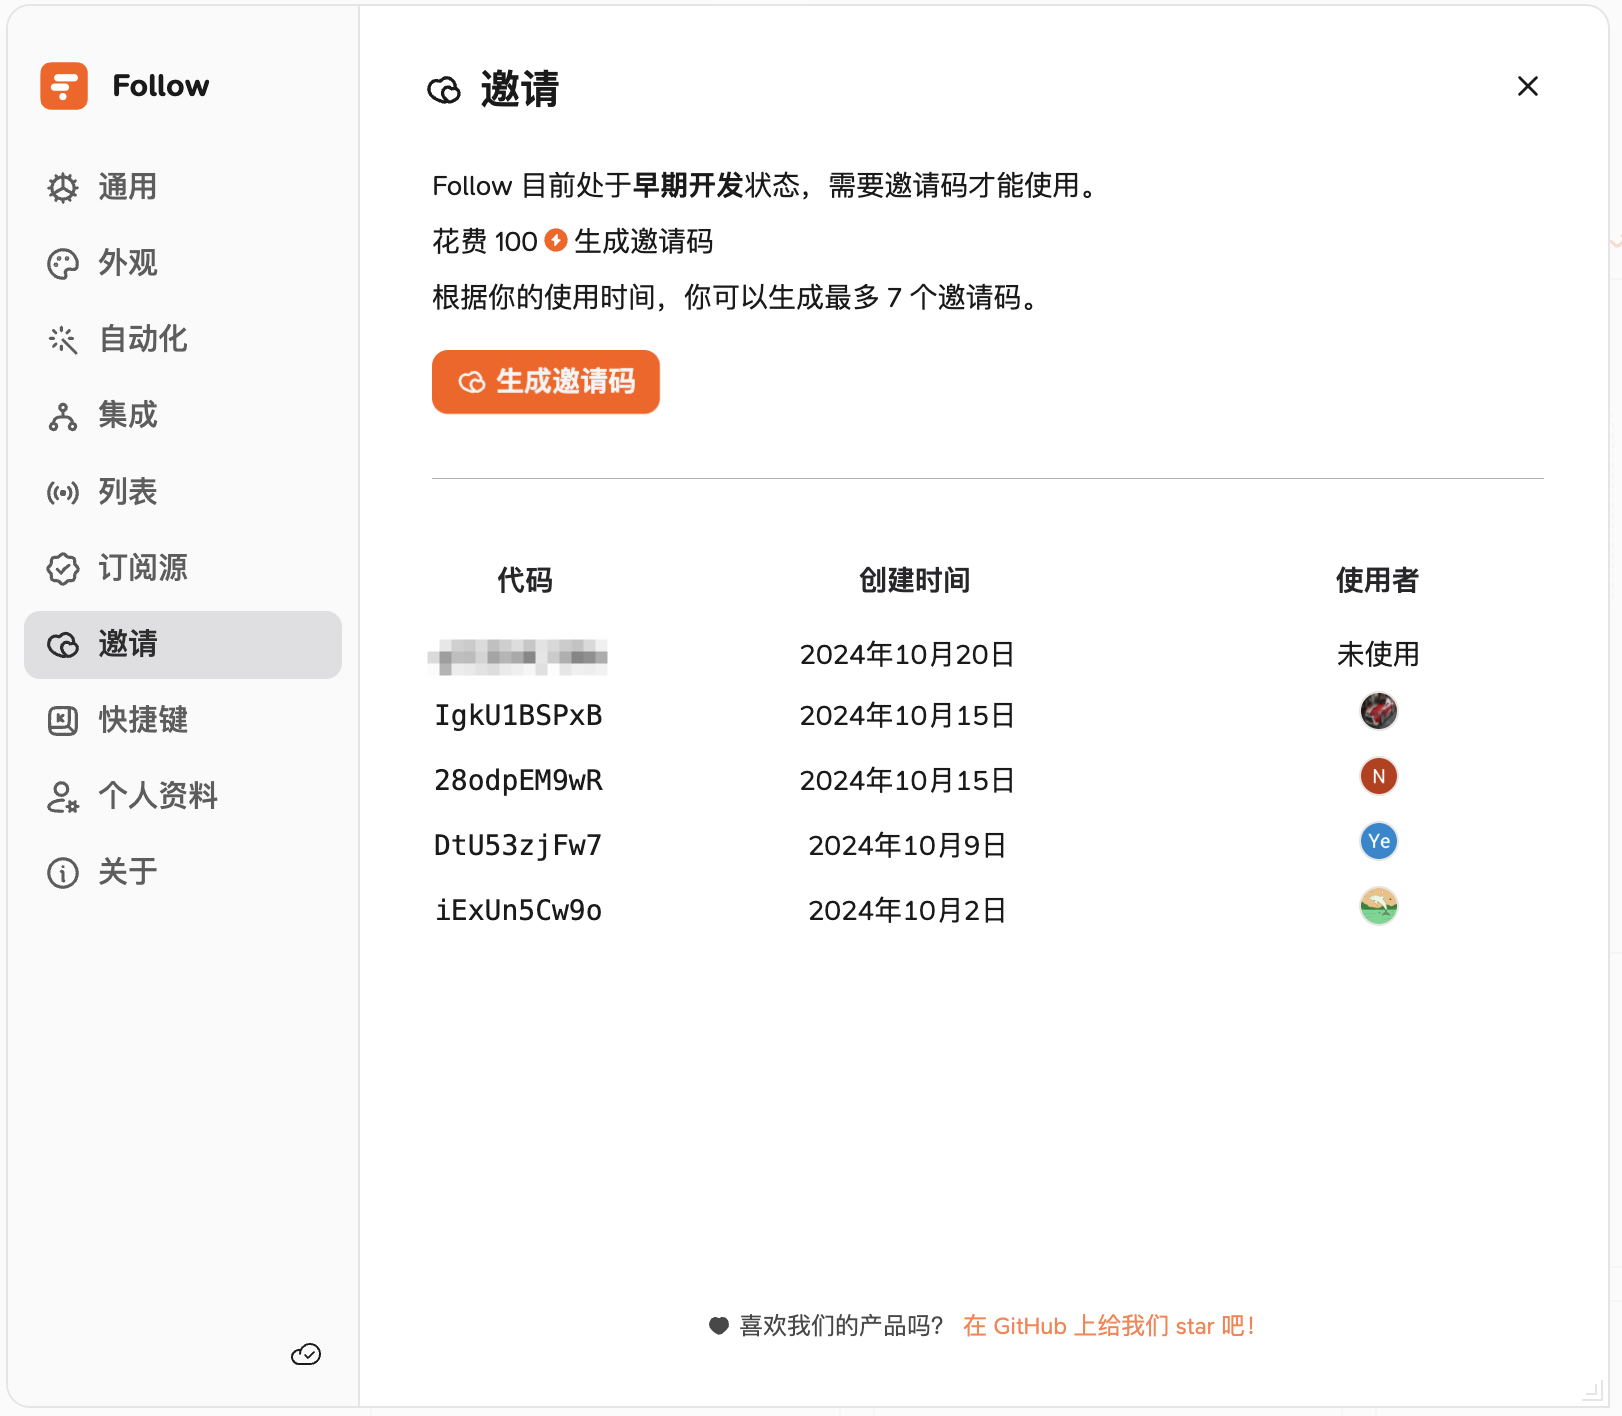 Follow
通用
外观
自动化
集成
列表
订阅源
邀请
快捷键
个人资料
关于
邀请
Follow 目前处于早期开发状态，需要邀请码才能使用。
花费 100 生成邀请码
根据你的使用时间，你可以生成最多 7 个邀请码。
生成邀请码
代码 创建时间 使用者
2024年10月20日 未使用
IgkU1BSPxB 2024年10月15日
28odpEM9wR 2024年10月15日 N
DtU53zjFw7 2024年10月9日 Ye
iExUn5Cw9o 2024年10月2日
喜欢我们的产品吗？ 在 GitHub 上给我们 star 吧！